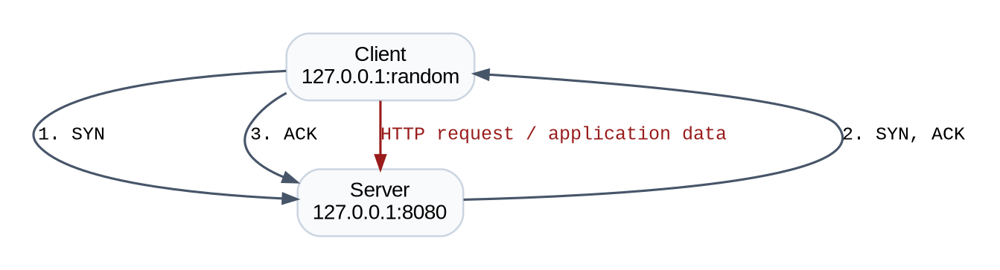 Client
127.0.0.1:random
1. SYN
3. ACK
HTTP request / application data
2. SYN, ACK
Server
127.0.0.1:8080